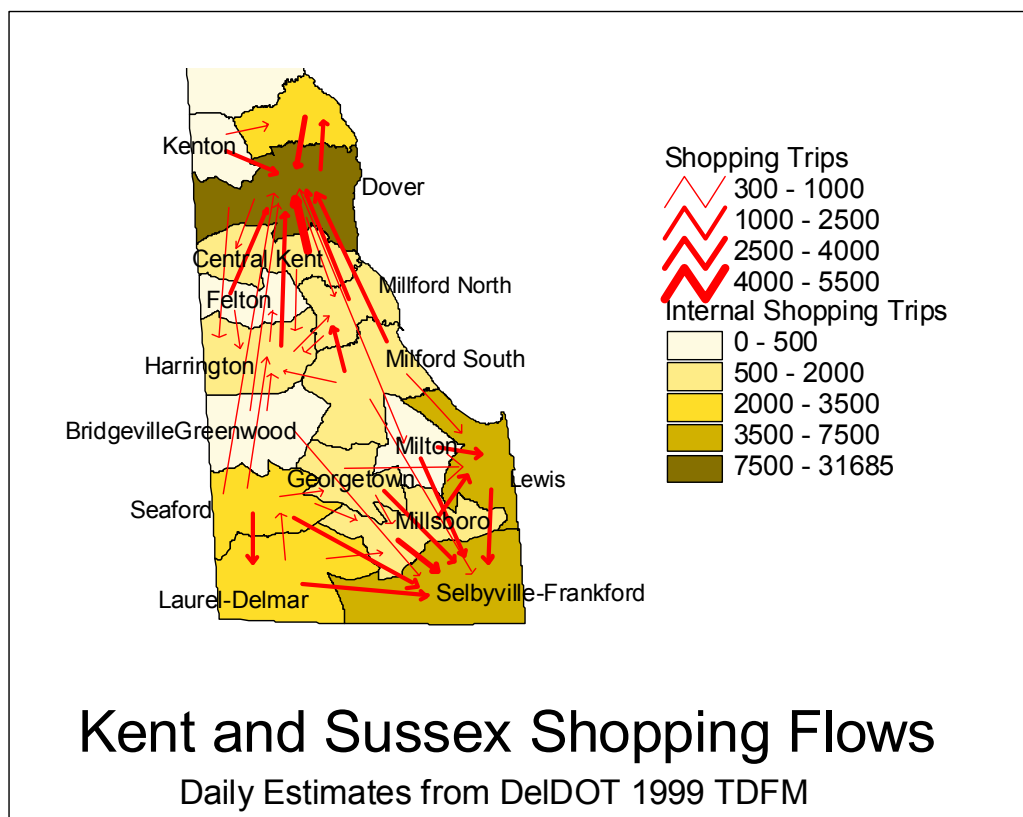 Kenton
Dover
Central Kent
Felton
Millford North
Harrington
Milford South
BridgevilleGreenwood
Milton
Georgetown
Lewis
Seaford
Millsboro
Laurel-Delmar
Selbyville-Frankford
Shopping Trips
300 - 1000
1000 - 2500
2500 - 4000
4000 - 5500
Internal Shopping Trips
0 - 500
500 - 2000
2000 - 3500
3500 - 7500
7500 - 31685
Kent and Sussex Shopping Flows
Daily Estimates from DelDOT 1999 TDFM